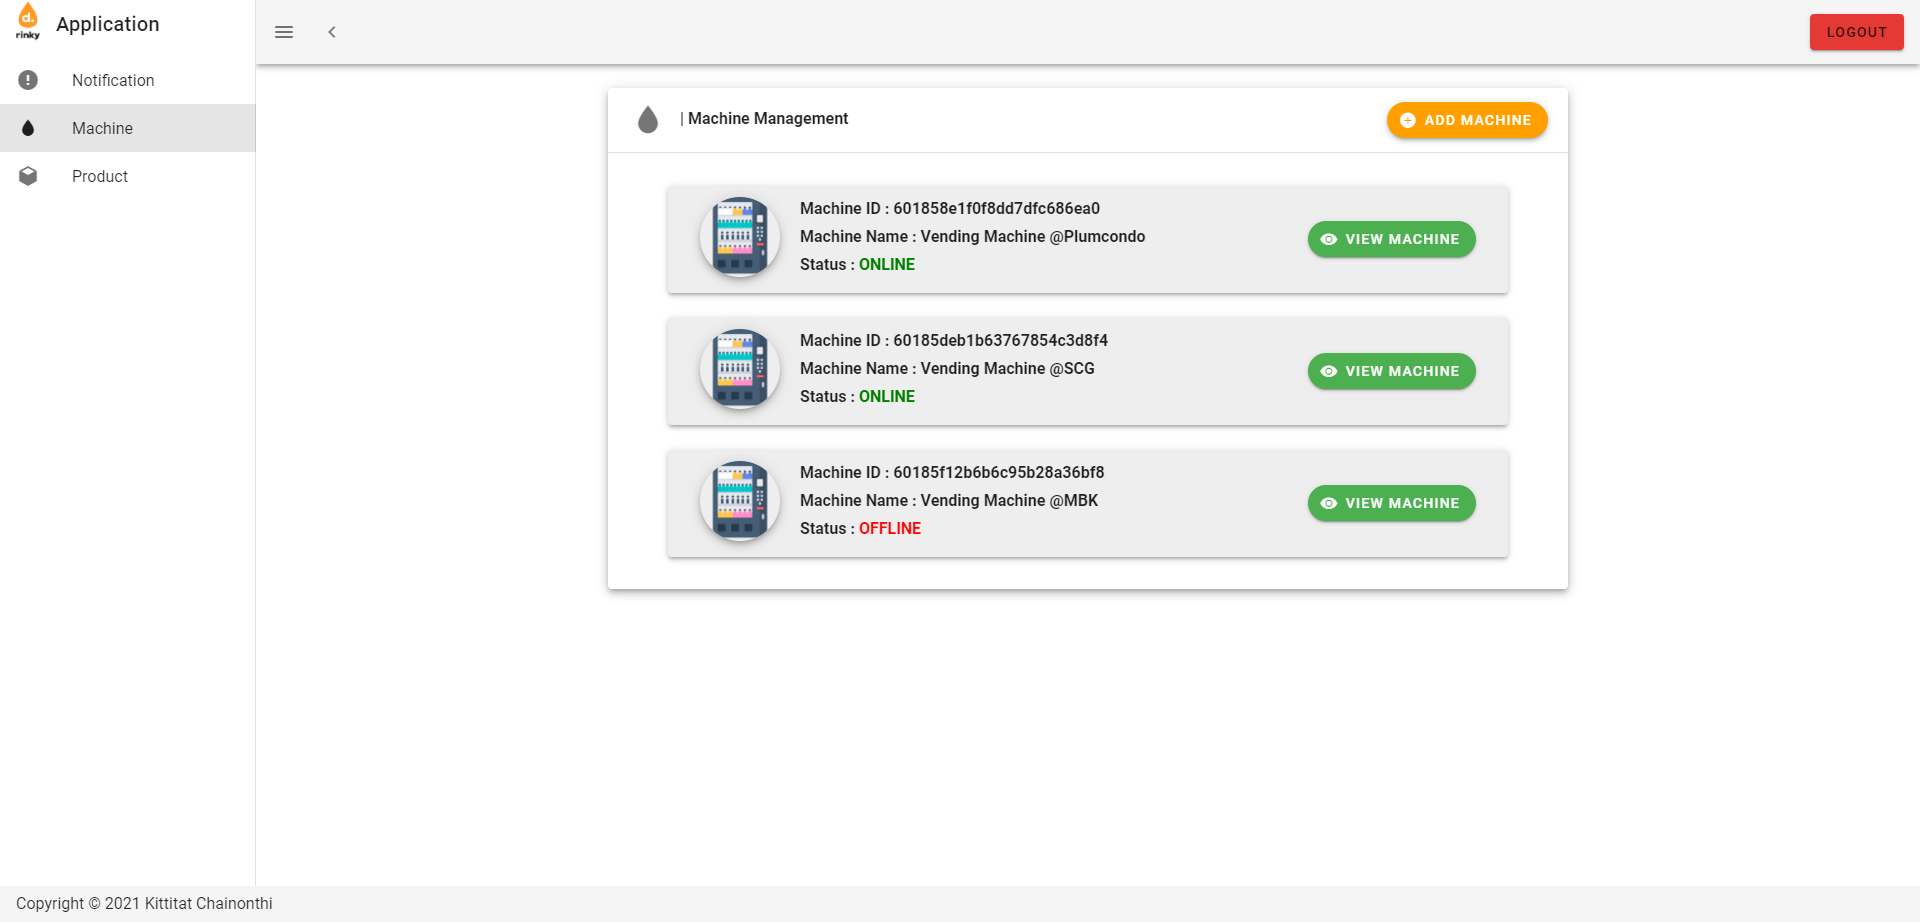 d.
rinky
Application
LOGOUT
Notification
Machine
Product
| Machine Management
ADD MACHINE
Machine ID : 601858e1f0f8dd7dfc686ea0
Machine Name : Vending Machine @Plumcondo
Status : ONLINE
VIEW MACHINE
Machine ID : 60185deb1b63767854c3d8f4
Machine Name : Vending Machine @SCG
Status : ONLINE
VIEW MACHINE
Machine ID : 60185f12b6b6c95b28a36bf8
Machine Name : Vending Machine @MBK
Status : OFFLINE
VIEW MACHINE
Copyright © 2021 Kittitat Chainonthi